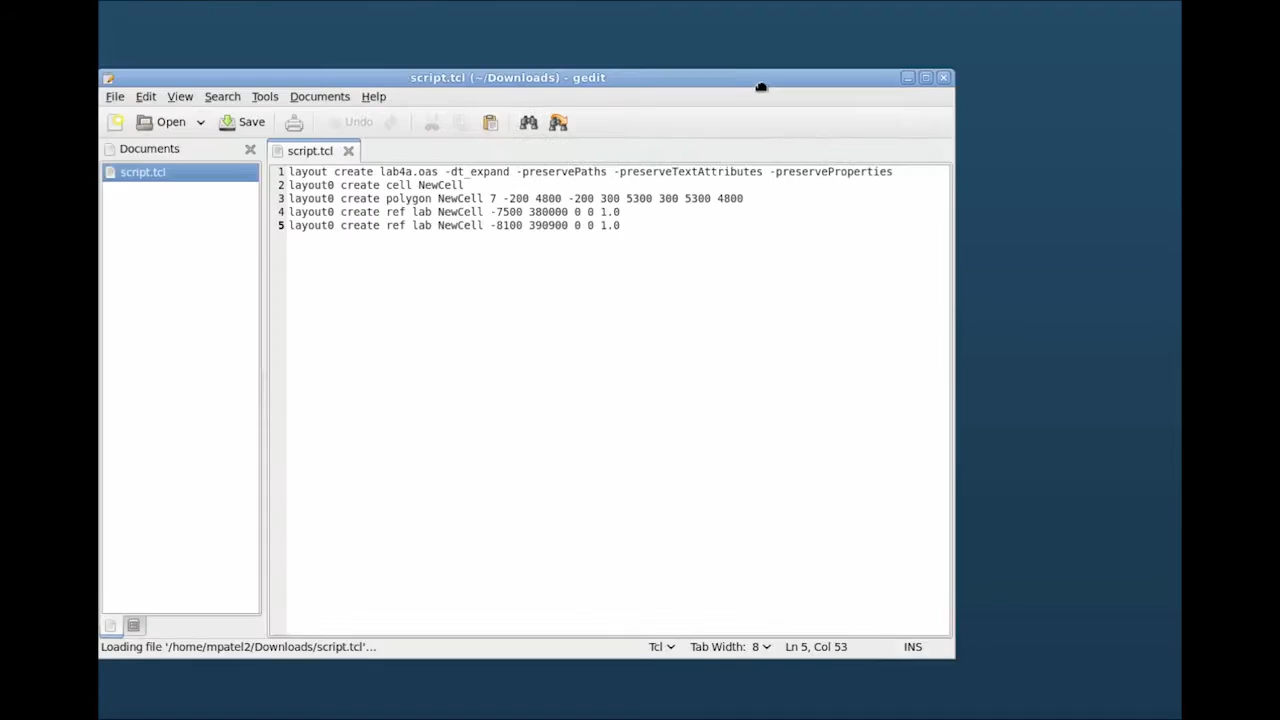 script.tcl (~/Downloads) - gedit
File Edit View Search Tools Documents Help
Open Save Undo
Documents
script.tcl
script.tcl
1 layout create lab4a.oas -dt_expand -preservePaths -preserveTextAttributes -preserveProperties
2 layout0 create cell NewCell
3 layout0 create polygon NewCell 7 -200 4800 -200 300 5300 300 5300 4800
4 layout0 create ref lab NewCell -7500 380000 0 0 1.0
5 layout0 create ref lab NewCell -8100 390900 0 0 1.0
Loading file '/home/mpatel2/Downloads/script.tcl'... Tcl Tab Width: 8 Ln 5, Col 53 INS